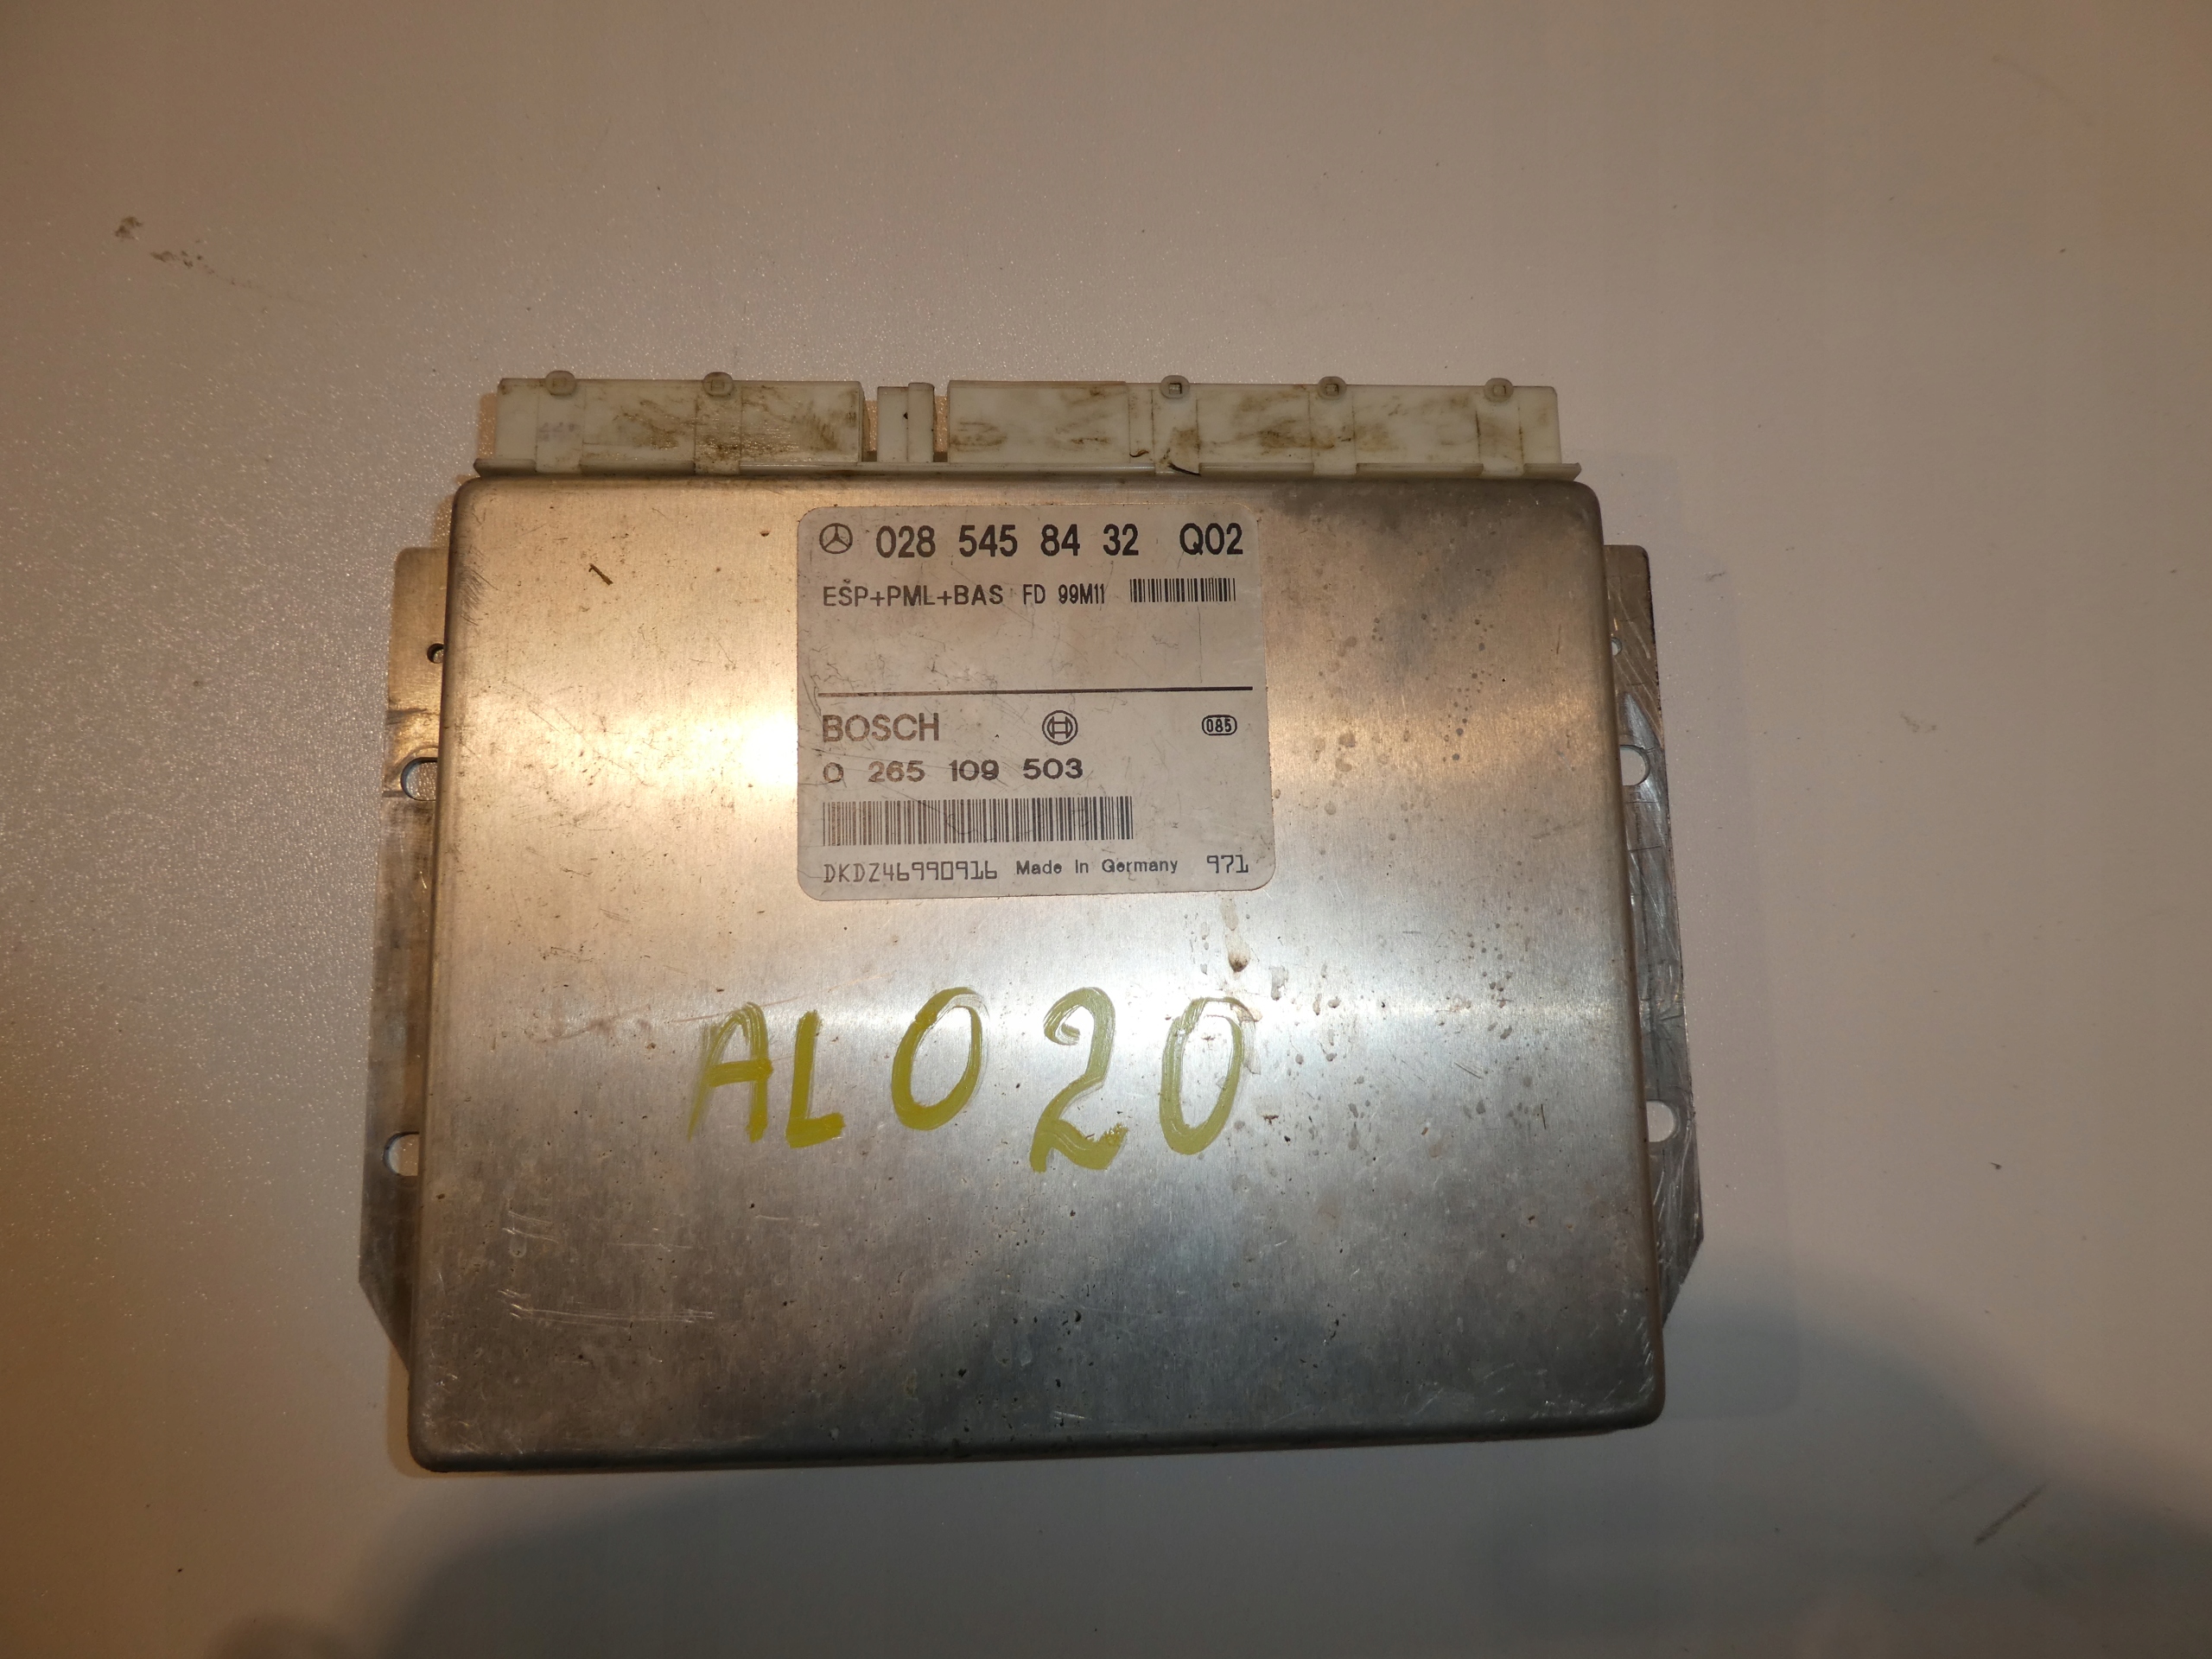 028 545 84 32 Q02
ESP+PML+BAS FD 99M11
BOSCH 085
0 265 109 503
DKDZ46990916 Made In Germany 971
AL020